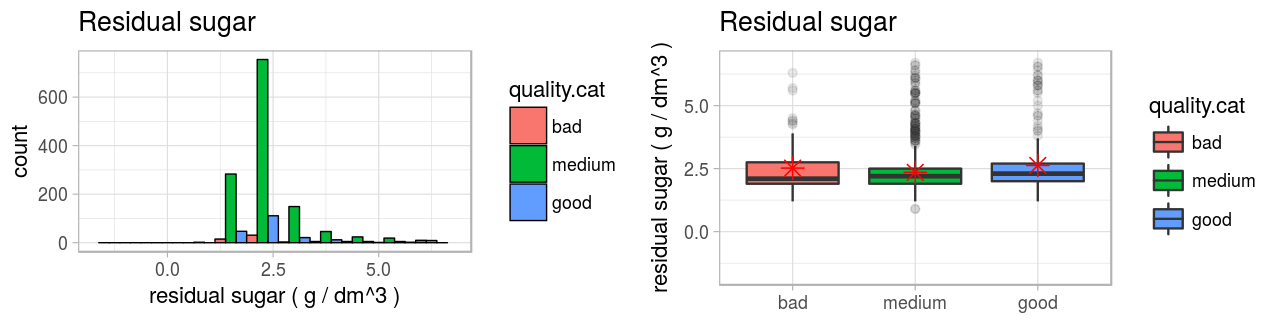 Residual sugar
count
600
400
200
0
0.0 2.5 5.0
residual sugar ( g / dm^3 )
quality.cat
bad
medium
good
Residual sugar
residual sugar ( g / dm^3 )
5.0
2.5
0.0
bad medium good
quality.cat
bad
medium
good